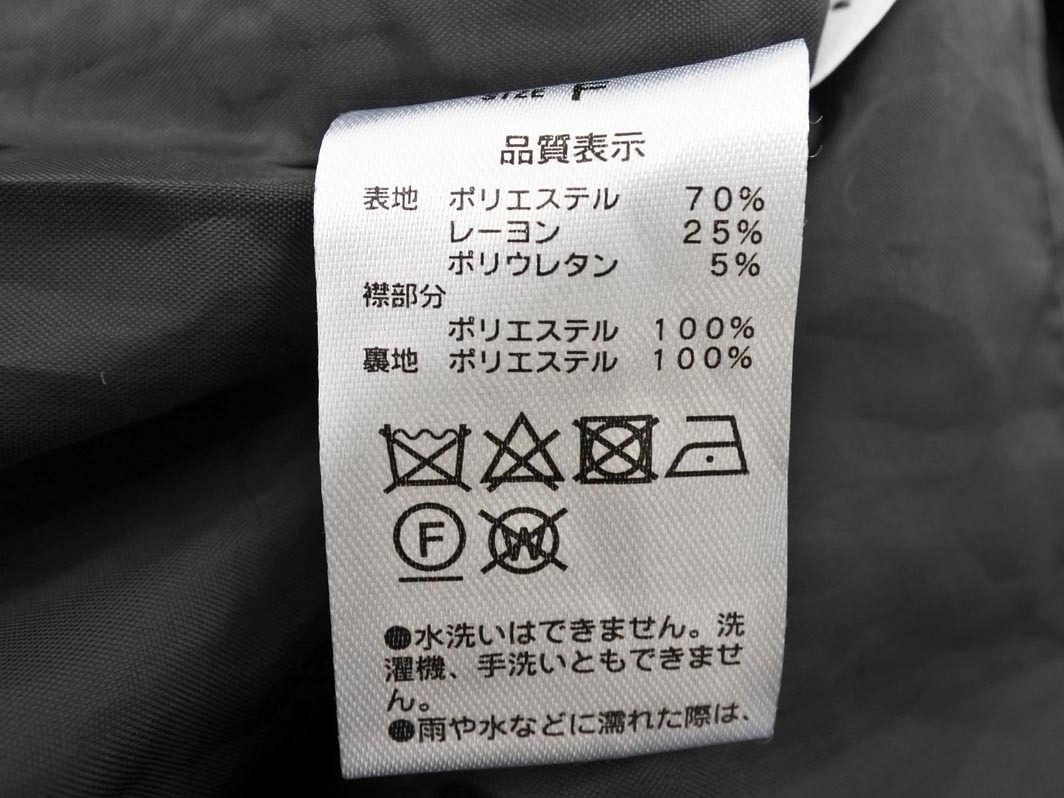 SIZE F
品質表示
表地 ポリエステル 70%
レーヨン 25%
ポリウレタン 5%
襟部分
ポリエステル 100%
裏地 ポリエステル 100%
F
W
●水洗いはできません。洗
濯機、手洗いともできませ
ん。
●雨や水などに濡れた際は、